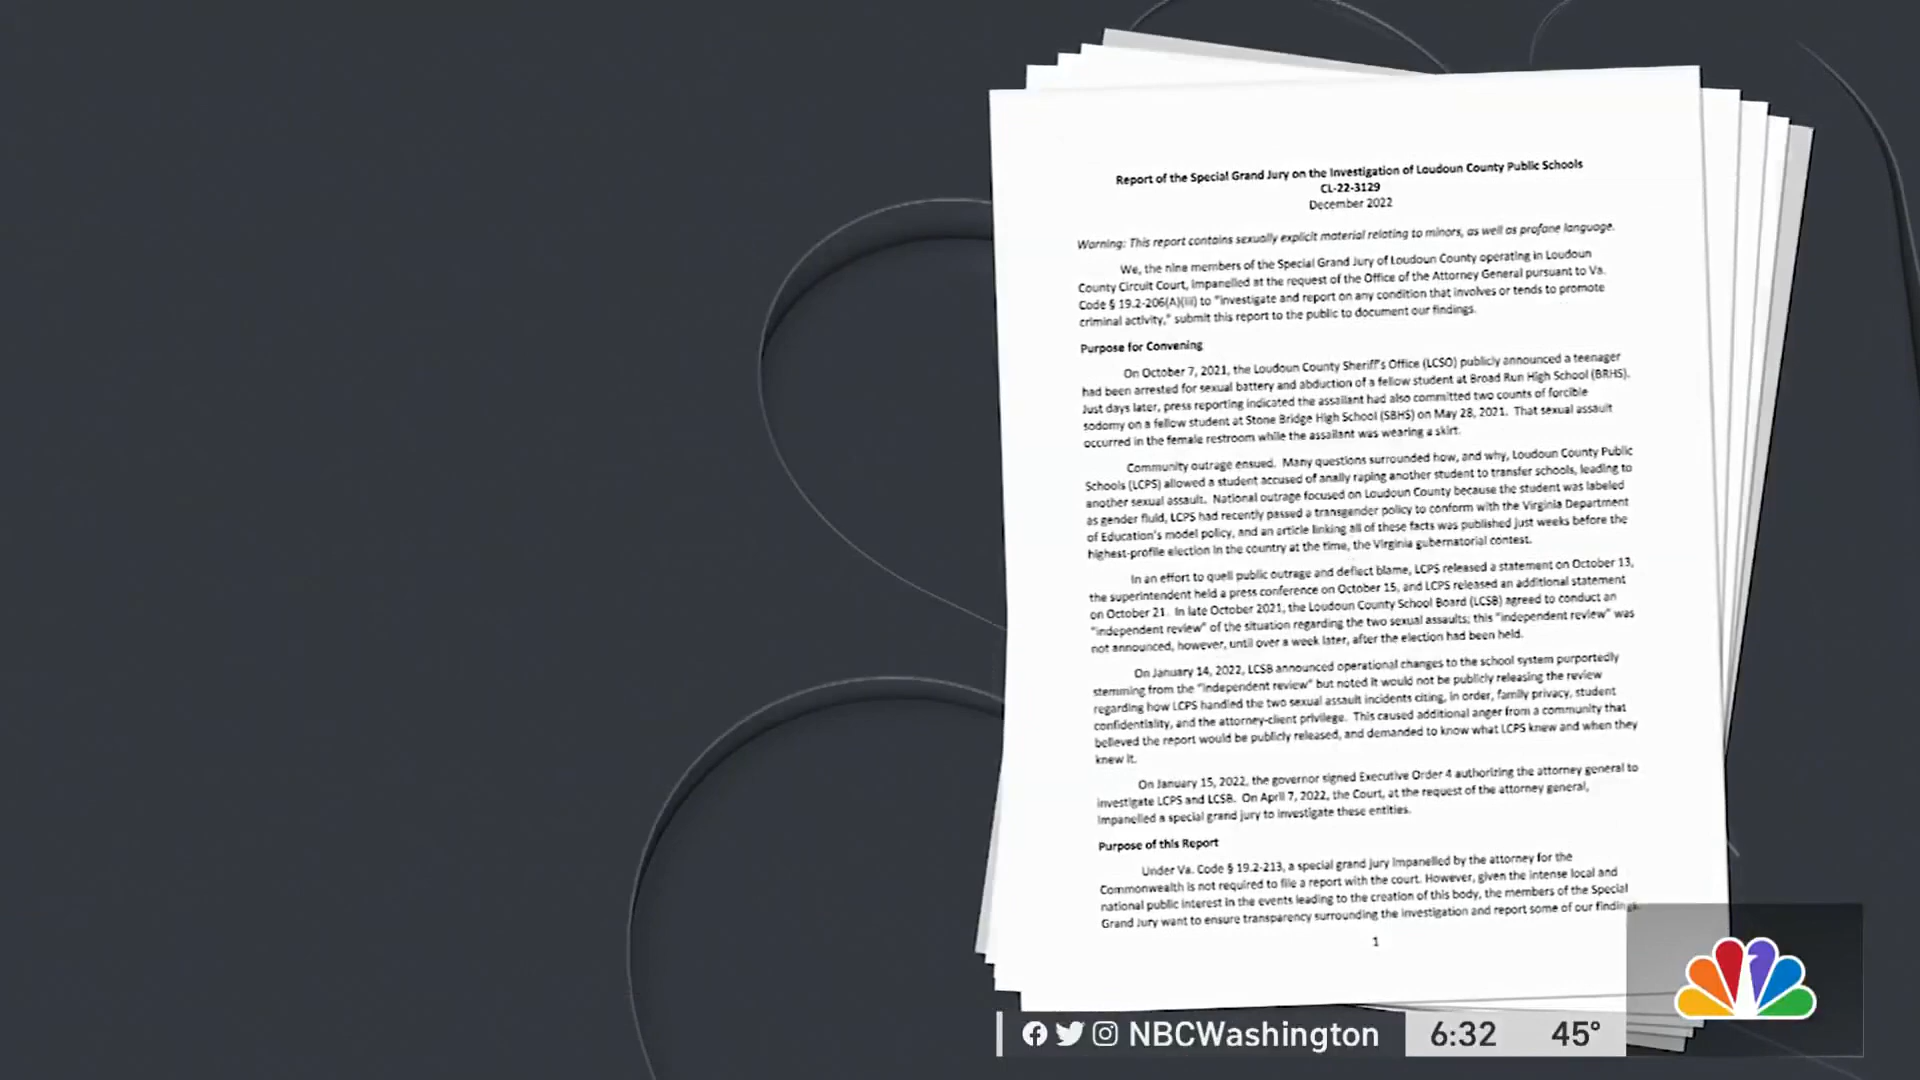 Report of the Special Grand Jury on the Investigation of Loudoun County Public Schools
CL-22-3129
December 2022
Warning: This report contains sexually explicit material relating to minors, as well as profane language.
We, the nine members of the Special Grand Jury of Loudoun County operating in Loudoun
County Circuit Court, impanelled at the request of the Office of the Attorney General pursuant to Va.
Code § 19.2-206(A)(iii) to "investigate and report on any condition that involves or tends to promote
criminal activity," submit this report to the public to document our findings.
Purpose for Convening
On October 7, 2021, the Loudoun County Sheriff's Office (LCSO) publicly announced a teenager
had been arrested for sexual battery and abduction of a fellow student at Broad Run High School (BRHS).
Just days later, press reporting indicated the assailant had also committed two counts of forcible
sodomy on a fellow student at Stone Bridge High School (SBHS) on May 28, 2021. That sexual assault
occurred in the female restroom while the assailant was wearing a skirt.
Community outrage ensued. Many questions surrounded how, and why, Loudoun County Public
Schools (LCPS) allowed a student accused of anally raping another student to transfer schools, leading to
another sexual assault. National outrage focused on Loudoun County because the student was labeled
as gender fluid, LCPS had recently passed a transgender policy to conform with the Virginia Department
of Education's model policy, and an article linking all of these facts was published just weeks before the
highest-profile election in the country at the time, the Virginia gubernatorial contest.
In an effort to quell public outrage and deflect blame, LCPS released a statement on October 13,
the superintendent held a press conference on October 15, and LCPS released an additional statement
on October 21. In late October 2021, the Loudoun County School Board (LCSB) agreed to conduct an
"independent review" of the situation regarding the two sexual assaults; this "independent review" was
not announced, however, until over a week later, after the election had been held.
On January 14, 2022, LCSB announced operational changes to the school system purportedly
stemming from the "independent review" but noted it would not be publicly releasing the review
regarding how LCPS handled the two sexual assault incidents citing, in order, family privacy, student
confidentiality, and the attorney-client privilege. This caused additional anger from a community that
believed the report would be publicly released, and demanded to know what LCPS knew and when they
knew it.
On January 15, 2022, the governor signed Executive Order 4 authorizing the attorney general to
investigate LCPS and LCSB. On April 7, 2022, the Court, at the request of the attorney general,
impanelled a special grand jury to investigate these entities.
Purpose of this Report
Under Va. Code § 19.2-213, a special grand jury impanelled by the attorney for the
Commonwealth is not required to file a report with the court. However, given the intense local and
national public interest in the events leading to the creation of this body, the members of the Special
Grand Jury want to ensure transparency surrounding the investigation and report some of our findings.
1
NBCWashington
6:32 45°